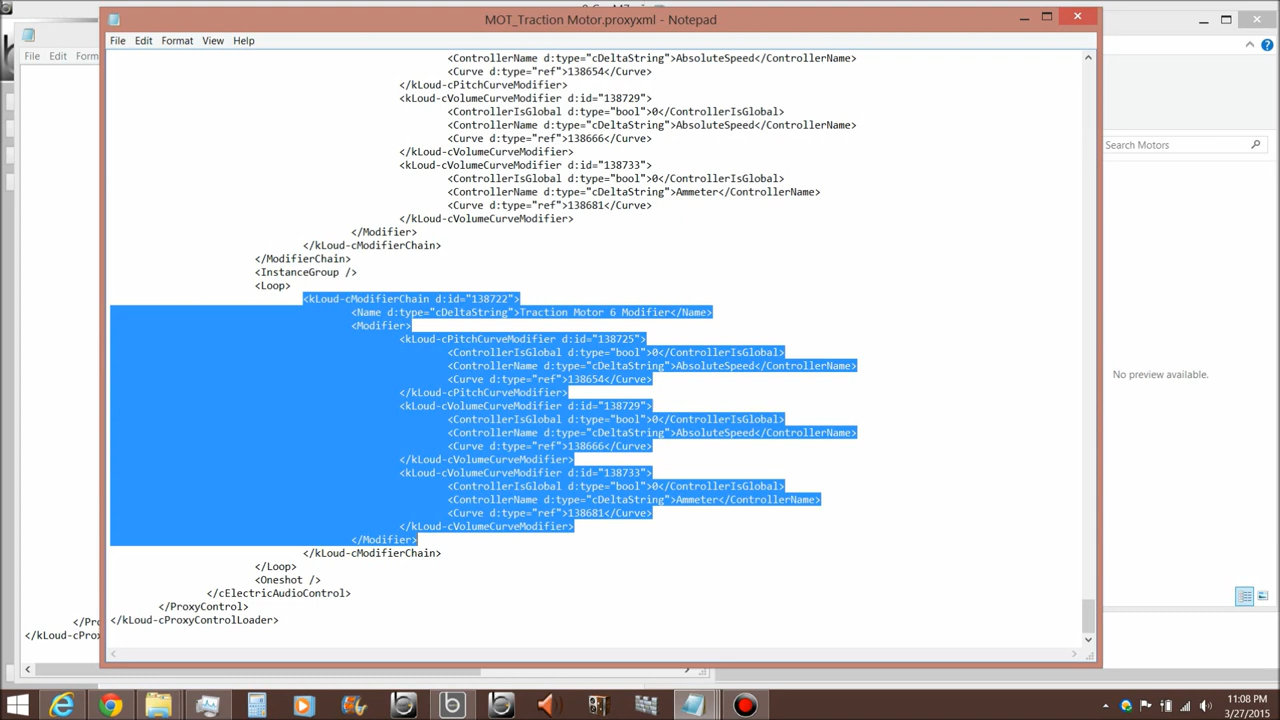 MOT_Traction Motor.proxyxml - Notepad
File Edit Format View Help
File Edit Form
Search Motors
<ControllerName d:type="cDeltaString">AbsoluteSpeed</ControllerName>
<Curve d:type="ref">138654</Curve>
</kLoud-cPitchCurveModifier>
<kLoud-cVolumeCurveModifier d:id="138729">
<ControllerIsGlobal d:type="bool">0</ControllerIsGlobal>
<ControllerName d:type="cDeltaString">AbsoluteSpeed</ControllerName>
<Curve d:type="ref">138666</Curve>
</kLoud-cVolumeCurveModifier>
<kLoud-cVolumeCurveModifier d:id="138733">
<ControllerIsGlobal d:type="bool">0</ControllerIsGlobal>
<ControllerName d:type="cDeltaString">Ammeter</ControllerName>
<Curve d:type="ref">138681</Curve>
</kLoud-cVolumeCurveModifier>
</Modifier>
</kLoud-cModifierChain>
</ModifierChain>
<InstanceGroup />
<Loop>
<kLoud-cModifierChain d:id="138722">
<Name d:type="cDeltaString">Traction Motor 6 Modifier</Name>
<Modifier>
<kLoud-cPitchCurveModifier d:id="138725">
<ControllerIsGlobal d:type="bool">0</ControllerIsGlobal>
<ControllerName d:type="cDeltaString">AbsoluteSpeed</ControllerName>
<Curve d:type="ref">138654</Curve>
</kLoud-cPitchCurveModifier>
<kLoud-cVolumeCurveModifier d:id="138729">
<ControllerIsGlobal d:type="bool">0</ControllerIsGlobal>
<ControllerName d:type="cDeltaString">AbsoluteSpeed</ControllerName>
<Curve d:type="ref">138666</Curve>
</kLoud-cVolumeCurveModifier>
<kLoud-cVolumeCurveModifier d:id="138733">
<ControllerIsGlobal d:type="bool">0</ControllerIsGlobal>
<ControllerName d:type="cDeltaString">Ammeter</ControllerName>
<Curve d:type="ref">138681</Curve>
</kLoud-cVolumeCurveModifier>
</Modifier>
</kLoud-cModifierChain>
</Loop>
<Oneshot />
</cElectricAudioControl>
</ProxyControl>
</kLoud-cProxyControlLoader>
No preview available.
</Pro
</kLoud-cProx
11:08 PM
3/27/2015